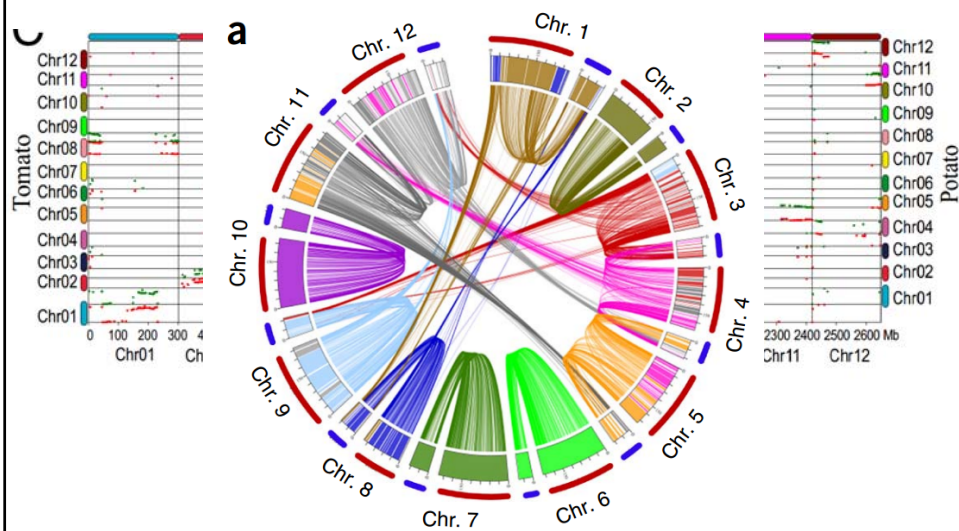 C
Tomato
Chr12
Chr11
Chr10
Chr09
Chr08
Chr07
Chr06
Chr05
Chr04
Chr03
Chr02
Chr01
0 100 200 300 4
Chr01 Ch
a
Chr. 1
Chr. 2
Chr. 3
Chr. 4
Chr. 5
Chr. 6
Chr. 7
Chr. 8
Chr. 9
Chr. 10
Chr. 11
Chr. 12
Chr12
Chr11
Chr10
Chr09
Chr08
Chr07
Chr06
Chr05
Chr04
Chr03
Chr02
Chr01
Potato
2300 2400 2500 2600 Mb
Chr11 Chr12